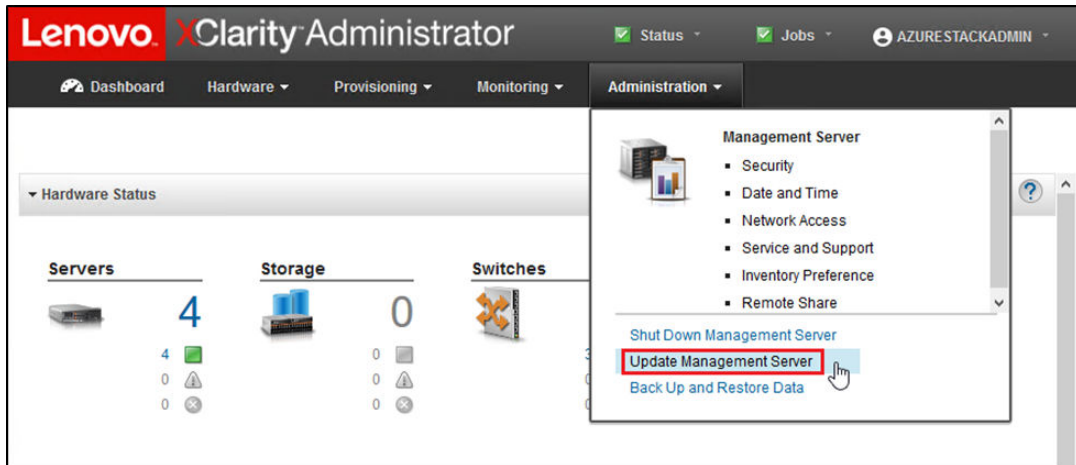 Lenovo. XClarity Administrator
Status
Jobs
AZURESTACKADMIN
Dashboard
Hardware
Provisioning
Monitoring
Administration
Management Server
Security
Date and Time
Network Access
Service and Support
Inventory Preference
Remote Share
Shut Down Management Server
Update Management Server
Back Up and Restore Data
Hardware Status
?
Servers
4
4
0
0
Storage
0
0
0
0
Switches